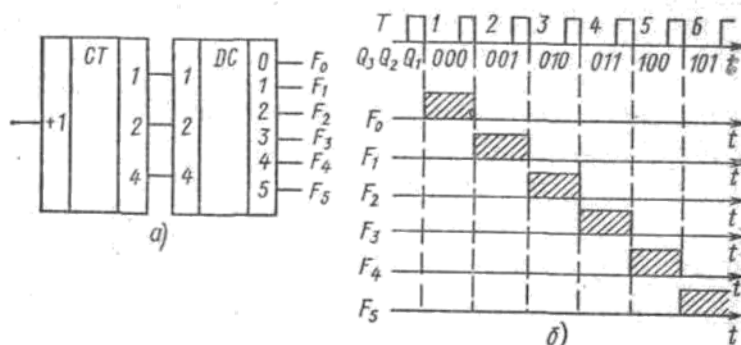 CT
DC
+1
1
2
4
1
2
4
0
1
2
3
4
5
F₀
F₁
F₂
F₃
F₄
F₅
а)
T 1 2 3 4 5 6
t
Q₃ Q₂ Q₁ 000 001 010 011 100 101
F₀
t
F₁
t
F₂
t
F₃
t
F₄
t
F₅
t
б)